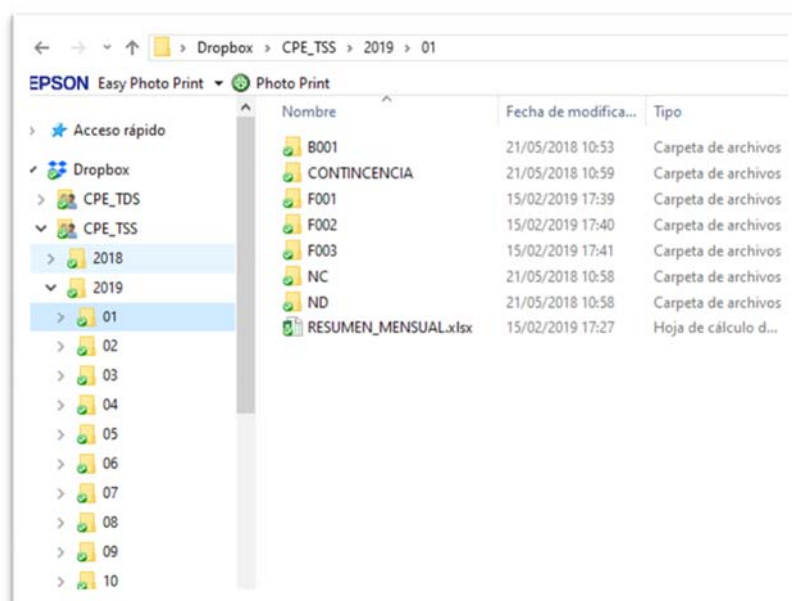 Dropbox > CPE_TSS > 2019 > 01
EPSON Easy Photo Print Photo Print
Nombre Fecha de modifica... Tipo
Acceso rápido
Dropbox
CPE_TDS
CPE_TSS
2018
2019
01
02
03
04
05
06
07
08
09
10
B001 21/05/2018 10:53 Carpeta de archivos
CONTINCENCIA 21/05/2018 10:59 Carpeta de archivos
F001 15/02/2019 17:39 Carpeta de archivos
F002 15/02/2019 17:40 Carpeta de archivos
F003 15/02/2019 17:41 Carpeta de archivos
NC 21/05/2018 10:58 Carpeta de archivos
ND 21/05/2018 10:58 Carpeta de archivos
RESUMEN_MENSUAL.xlsx 15/02/2019 17:27 Hoja de cálculo d...